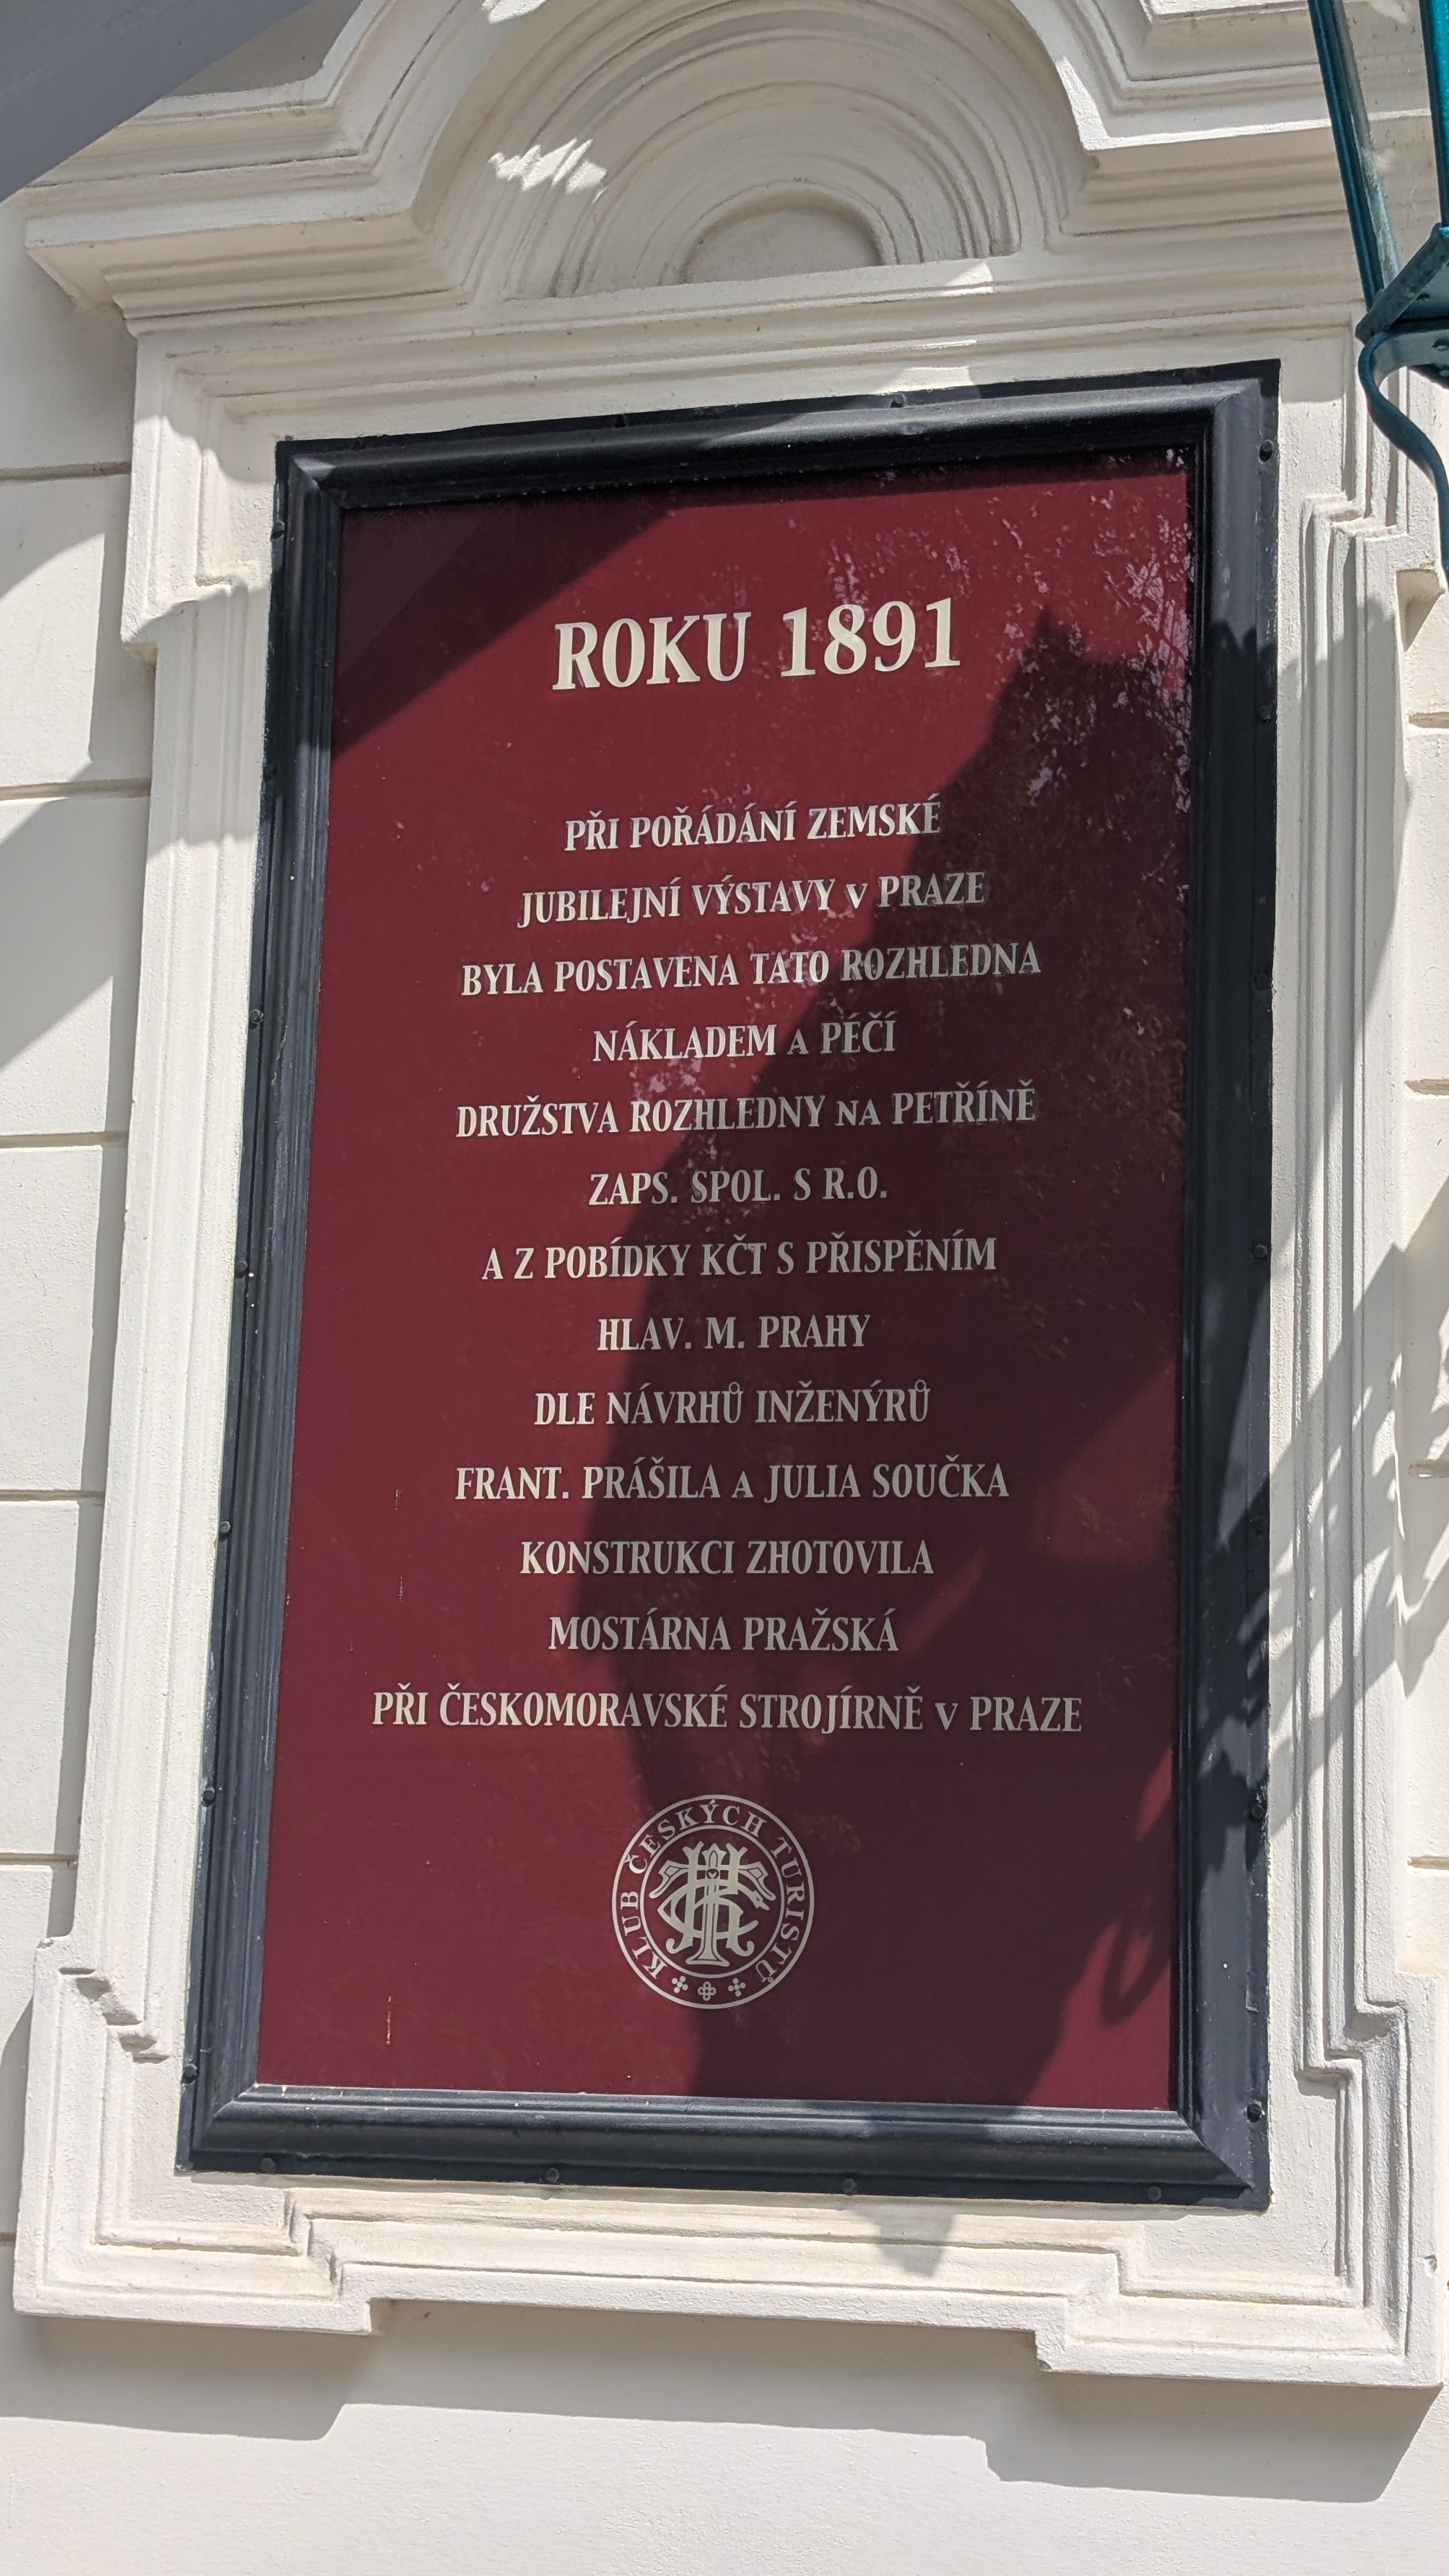 ROKU 1891
PŘI POŘÁDÁNÍ ZEMSKÉ
JUBILEJNÍ VÝSTAVY V PRAZE
BYLA POSTAVENA TATO ROZHLEDNA
NÁKLADEM A PÉČÍ
DRUŽSTVA ROZHLEDNY NA PETŘÍNĚ
ZAPS. SPOL. S R.O.
A Z POBÍDKY KČT S PŘISPĚNÍM
HLAV. M. PRAHY
DLE NÁVRHŮ INŽENÝRŮ
FRANT. PRÁŠILA A JULIA SOUČKA
KONSTRUKCI ZHOTOVILA
MOSTÁRNA PRAŽSKÁ
PŘI ČESKOMORAVSKÉ STROJÍRNĚ V PRAZE
KLUB ČESKÝCH TURISTŮ
KČT